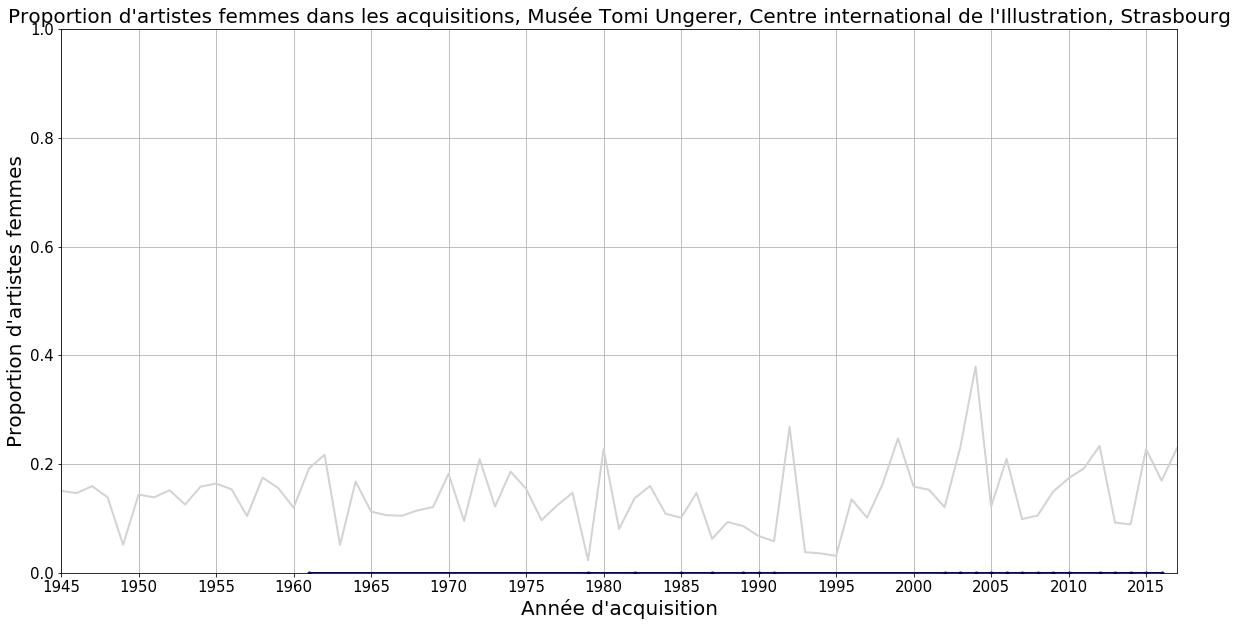 Proportion d'artistes femmes dans les acquisitions, Musée Tomi Ungerer, Centre international de l'Illustration, Strasbourg
Proportion d'artistes femmes
1.0
0.8
0.6
0.4
0.2
0.0
1945 1950 1955 1960 1965 1970 1975 1980 1985 1990 1995 2000 2005 2010 2015
Année d'acquisition